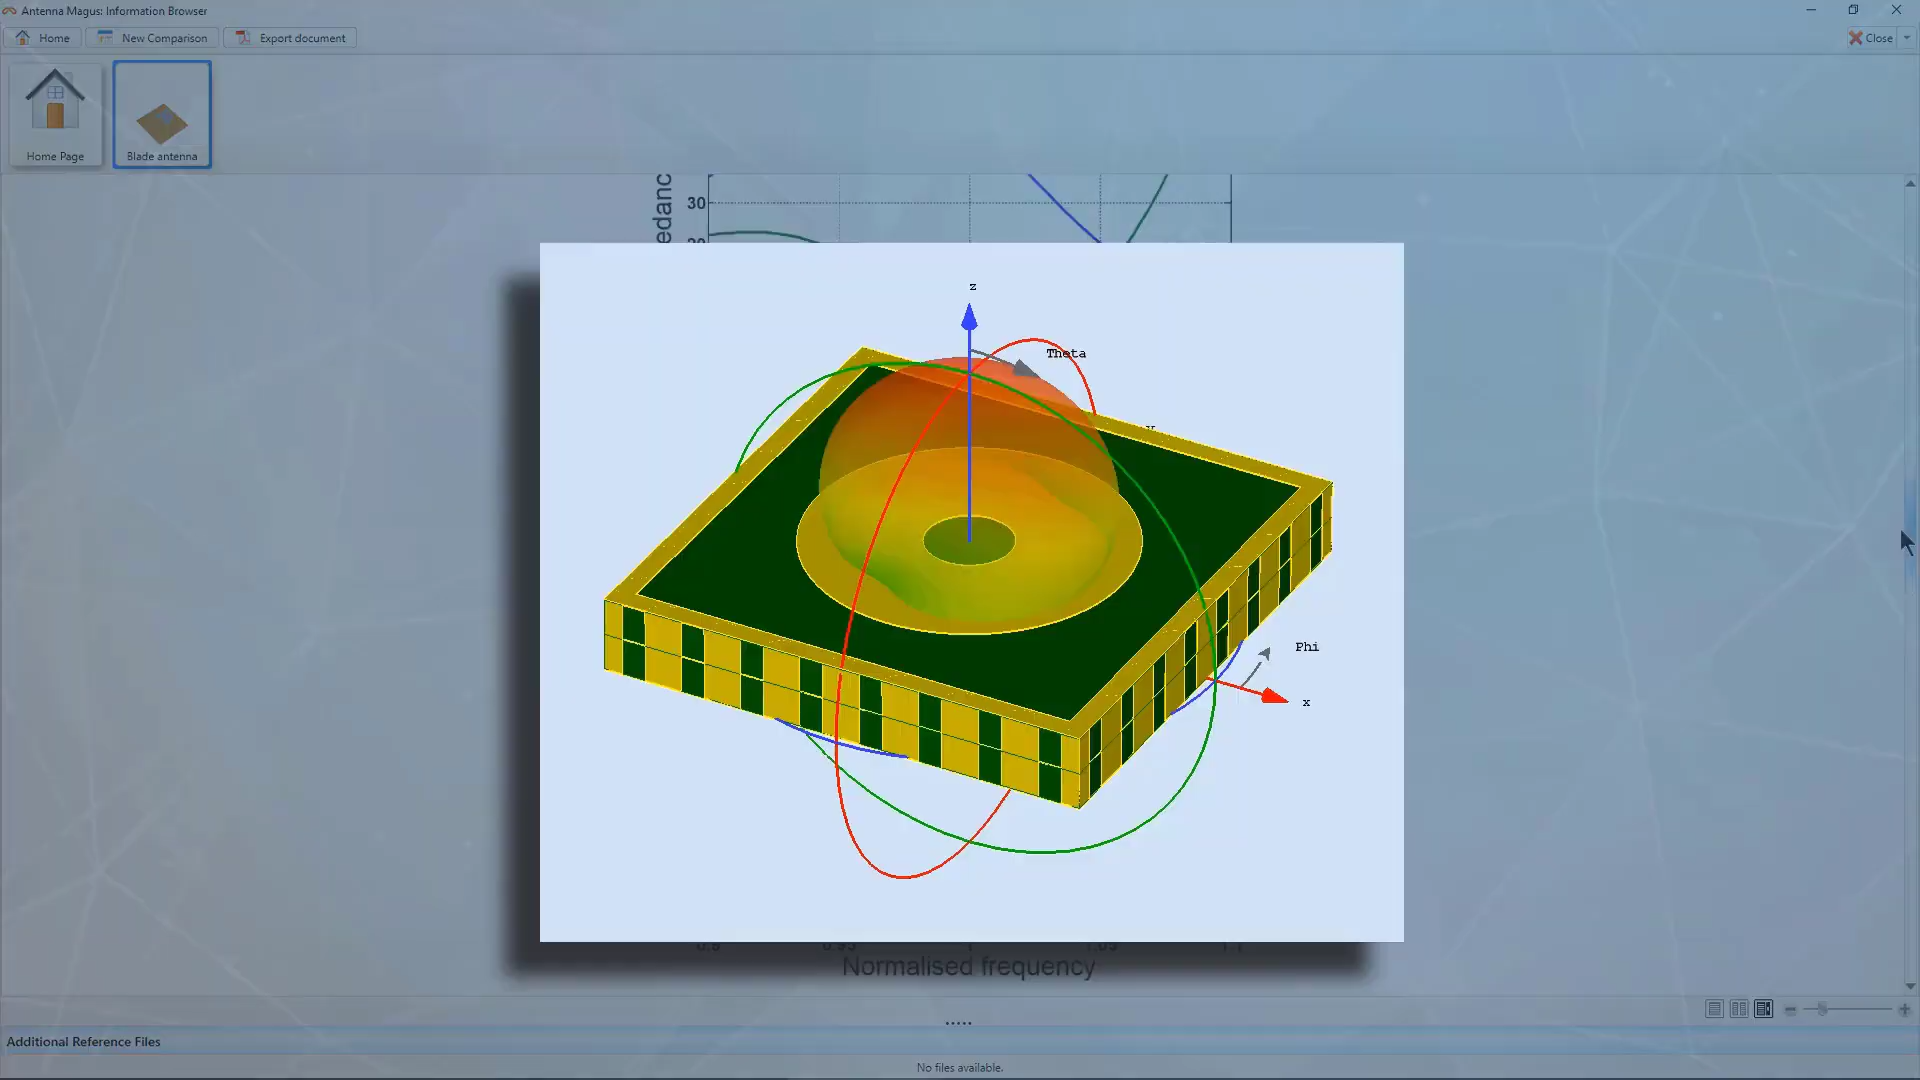 Antenna Magus: Information Browser
Home
New Comparison
Export document
Close
Home Page
Blade antenna
edanc
30
z
Theta
Phi
x
Normalised frequency
Additional Reference Files
No files available.